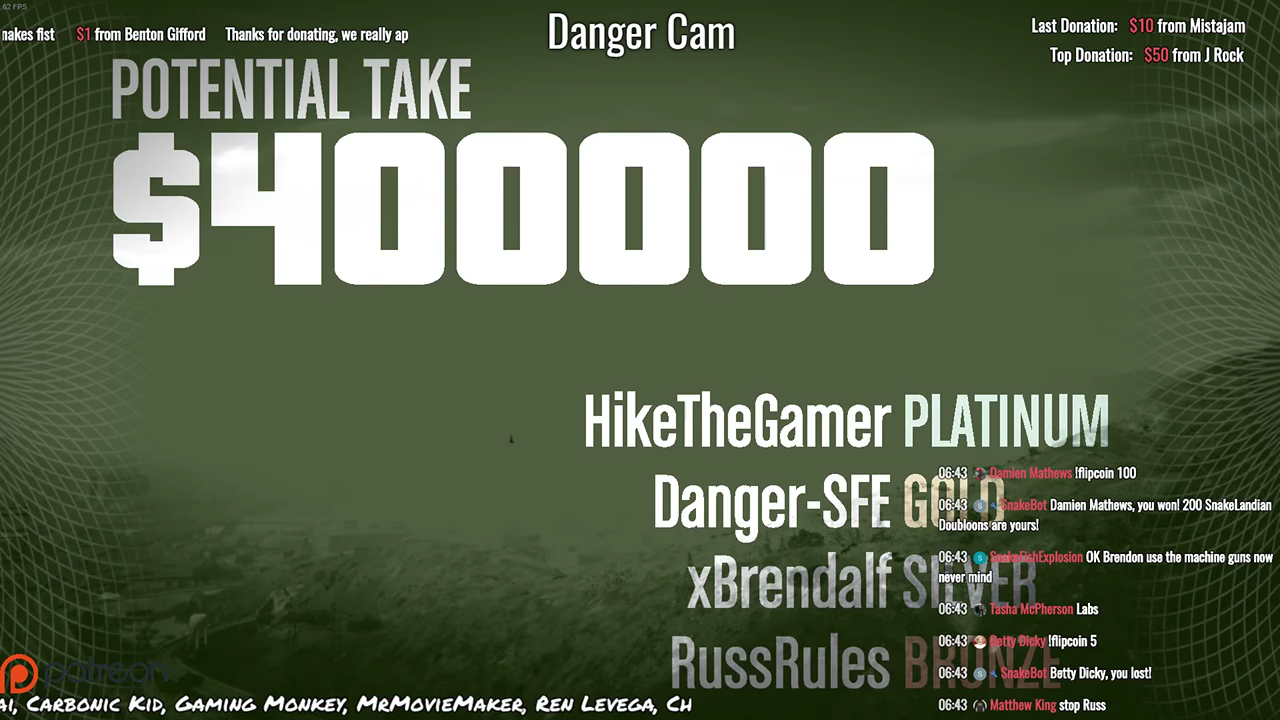 62 FPS
Danger Cam
makes fist $1 from Benton Gifford Thanks for donating, we really ap
Last Donation: $10 from Mistajam
Top Donation: $50 from J Rock
POTENTIAL TAKE
$400000
HikeTheGamer PLATINUM
Danger-SFE GOLD
xBrendalf SILVER
RussRules BRONZE
06:43 Damien Mathews !flipcoin 100
06:43 SnakeBot Damien Mathews, you won! 200 SnakeLandian
Doubloons are yours!
06:43 SnakeFishExplosion OK Brendon use the machine guns now
never mind
06:43 Tasha McPherson Labs
06:43 Betty Dicky !flipcoin 5
06:43 SnakeBot Betty Dicky, you lost!
06:43 Matthew King stop Russ
patreon
AI, CARBONIC KID, GAMING MONKEY, MRMOVIEMAKER, REN LEVEGA, CH